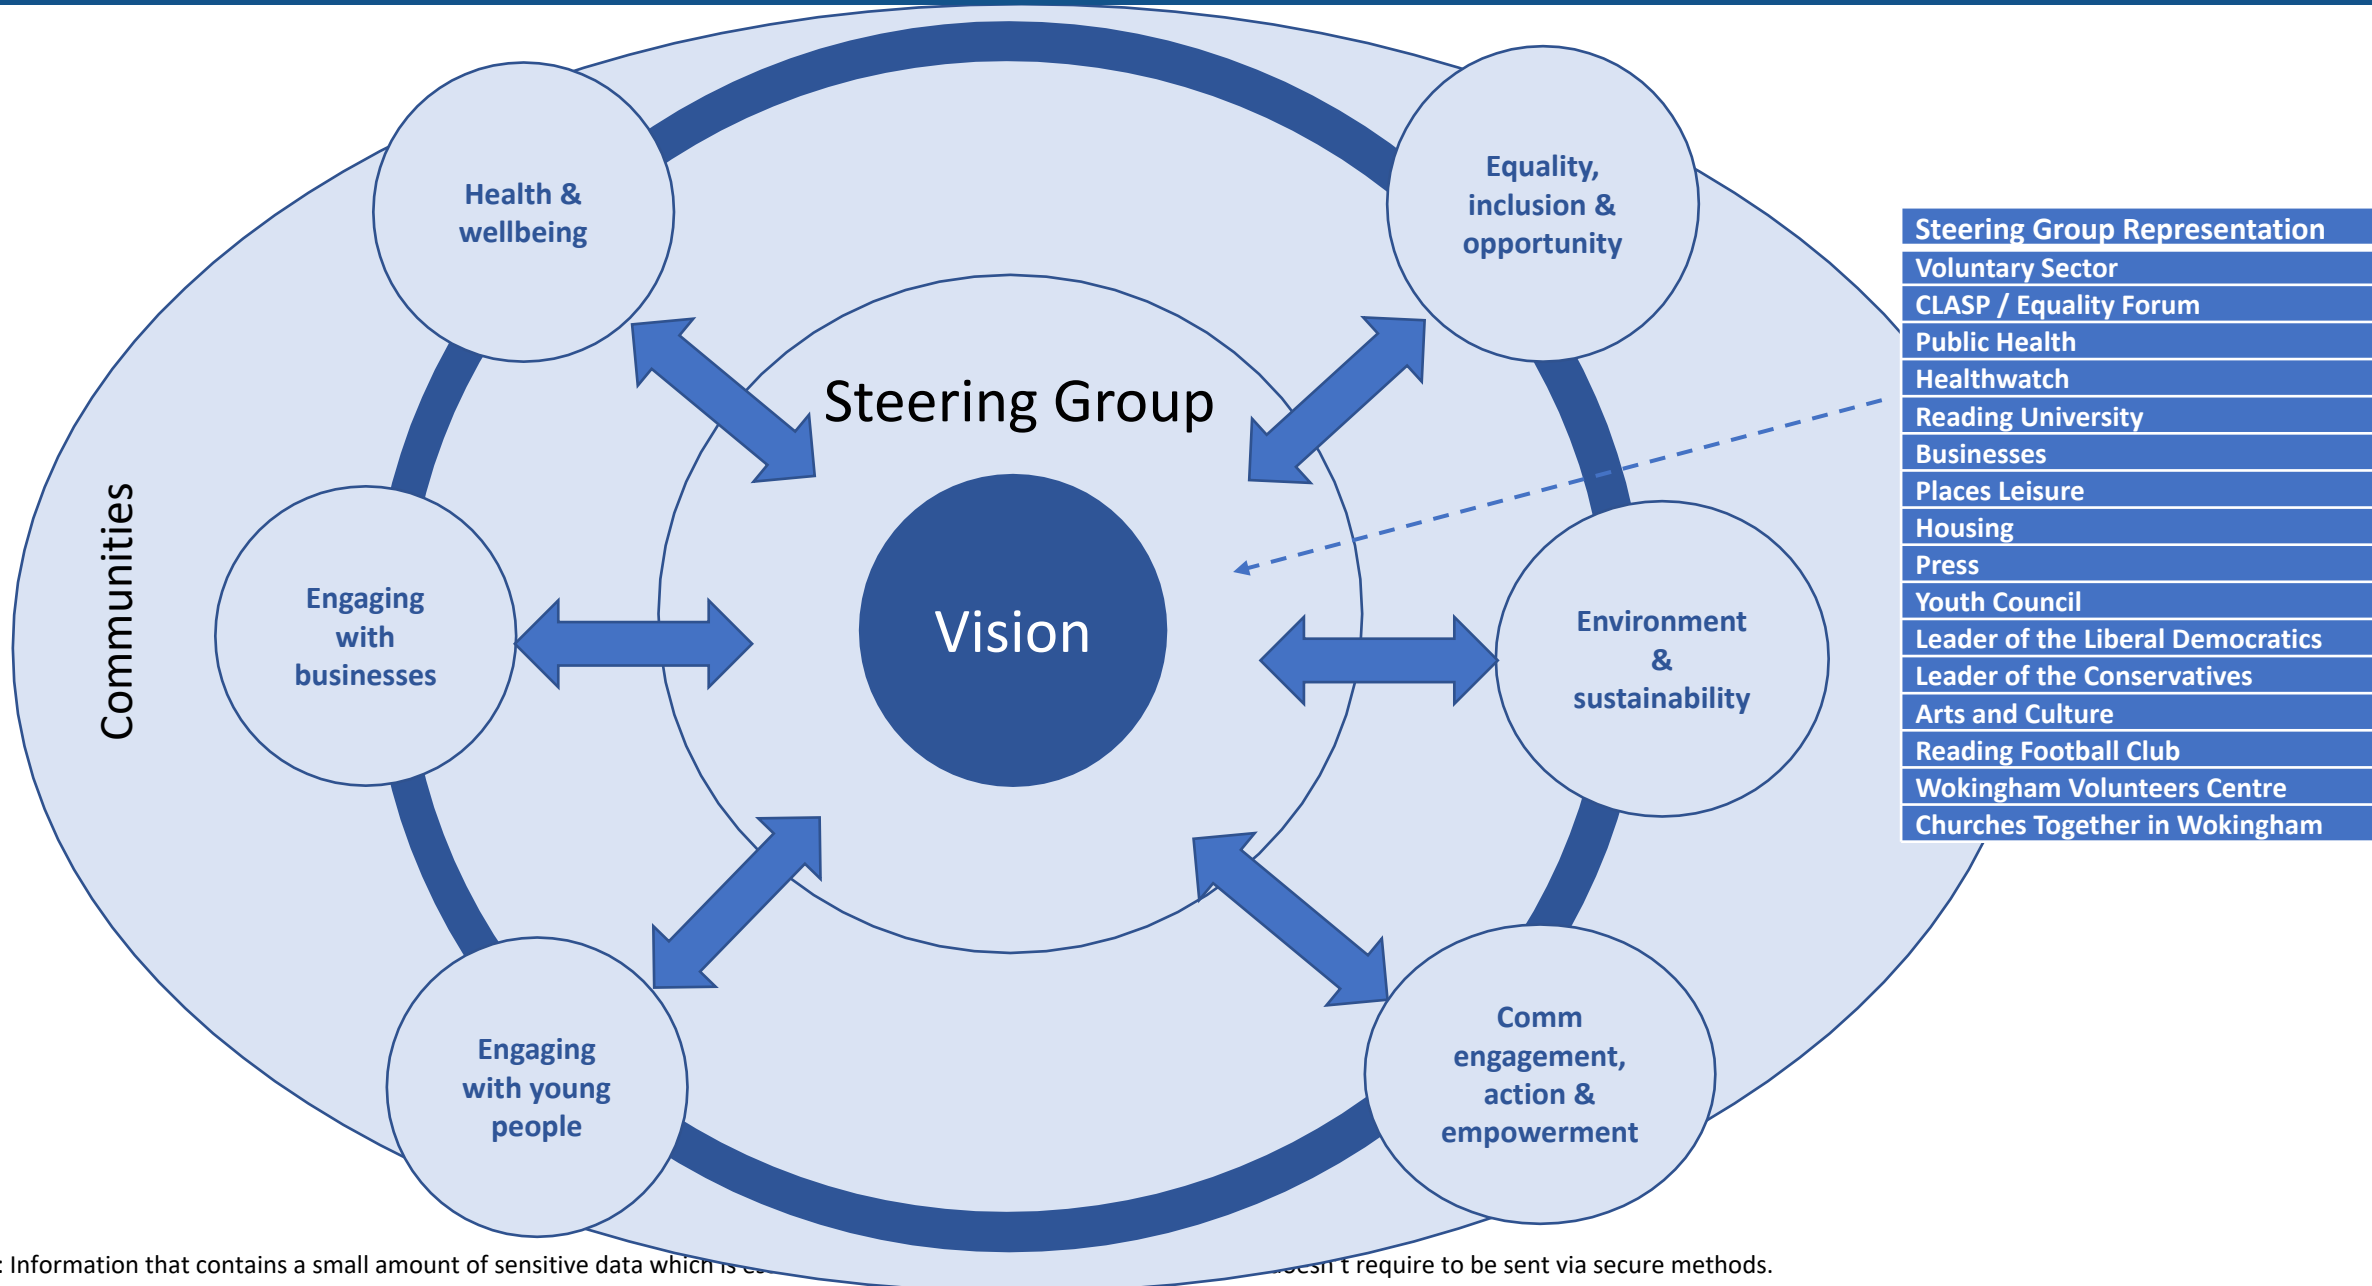 Health &
wellbeing
Equality,
inclusion &
opportunity
Steering Group
Vision
Communities
Engaging
with
businesses
Environment
&
sustainability
Engaging
with young
people
Comm
engagement,
action &
empowerment
Steering Group Representation
Voluntary Sector
CLASP / Equality Forum
Public Health
Healthwatch
Reading University
Businesses
Places Leisure
Housing
Press
Youth Council
Leader of the Liberal Democratics
Leader of the Conservatives
Arts and Culture
Reading Football Club
Wokingham Volunteers Centre
Churches Together in Wokingham
: Information that contains a small amount of sensitive data which is require to be sent via secure methods.